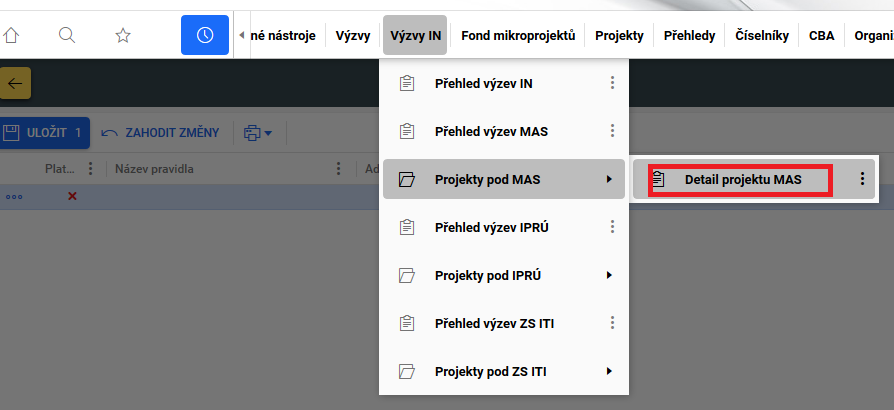 né nástroje Výzvy Výzvy IN Fond mikroprojektů Projekty Přehledy Číselníky CBA Organi
Přehled výzev IN
Přehled výzev MAS
Projekty pod MAS
Detail projektu MAS
Přehled výzev IPRÚ
Projekty pod IPRÚ
Přehled výzev ZS ITI
Projekty pod ZS ITI
ULOŽIT 1 ZAHODIT ZMĚNY
Plat... Název pravidla Ad